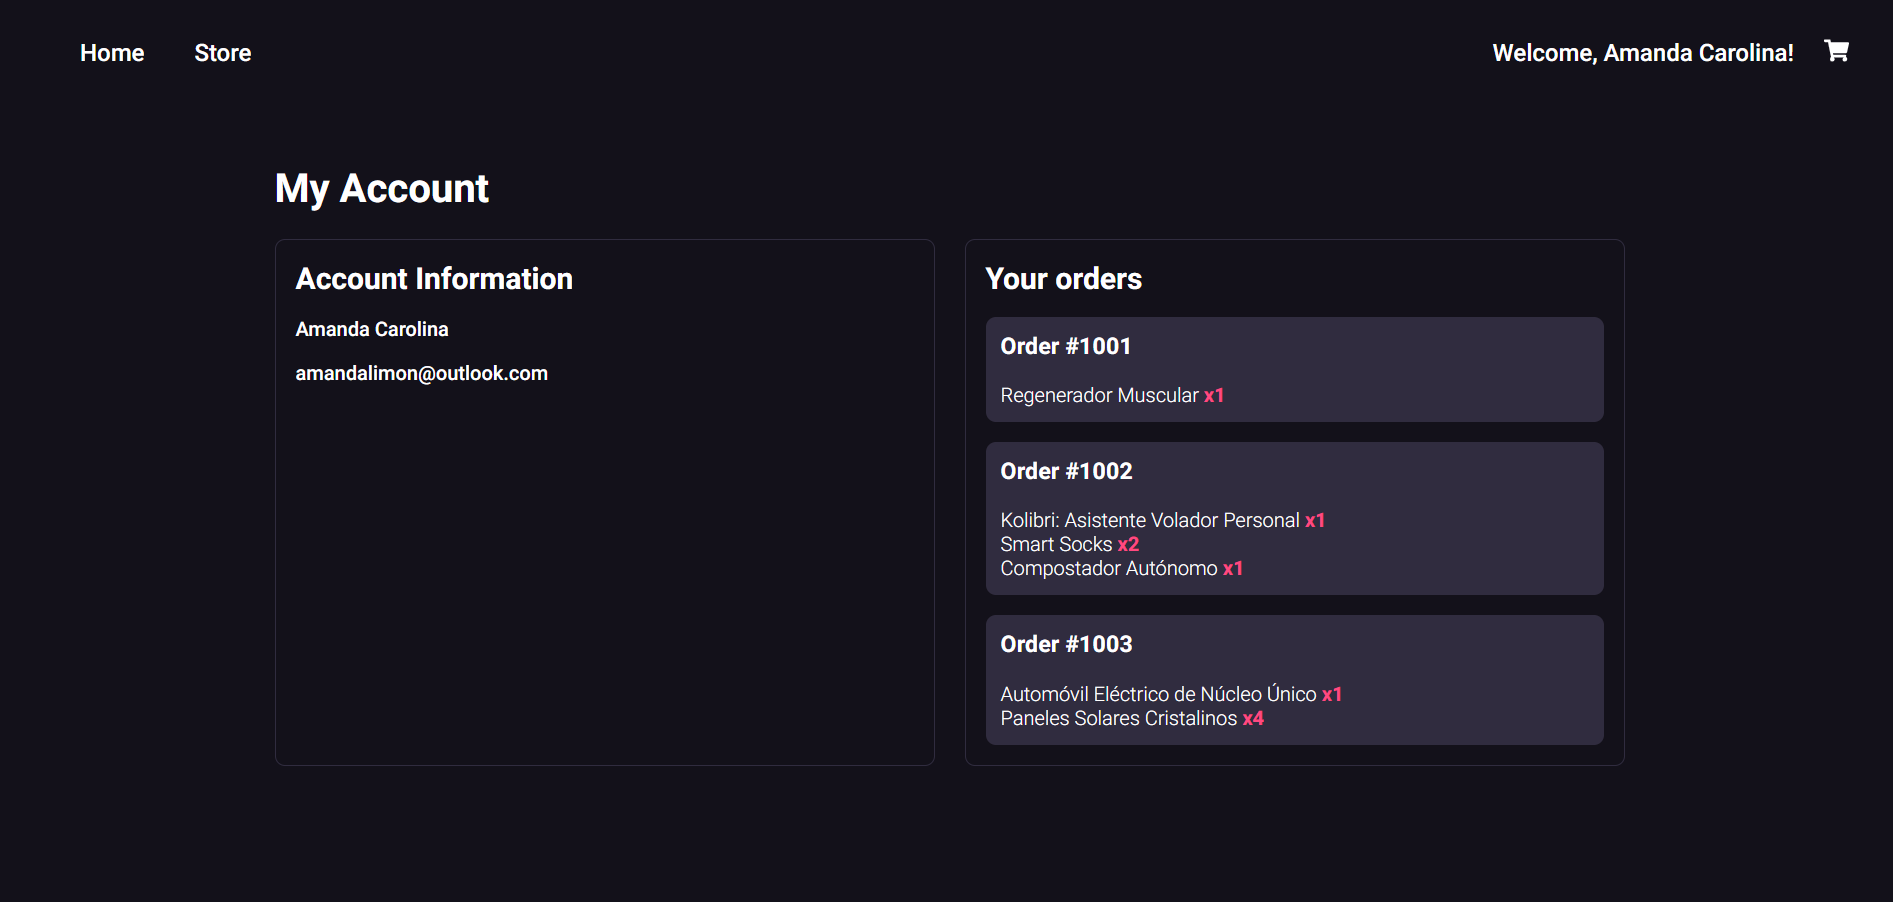 Home
Store
Welcome, Amanda Carolina!
My Account
Account Information
Amanda Carolina
amandalimon@outlook.com
Your orders
Order #1001
Regenerador Muscular x1
Order #1002
Kolibri: Asistente Volador Personal x1
Smart Socks x2
Compostador Autónomo x1
Order #1003
Automóvil Eléctrico de Núcleo Único x1
Paneles Solares Cristalinos x4